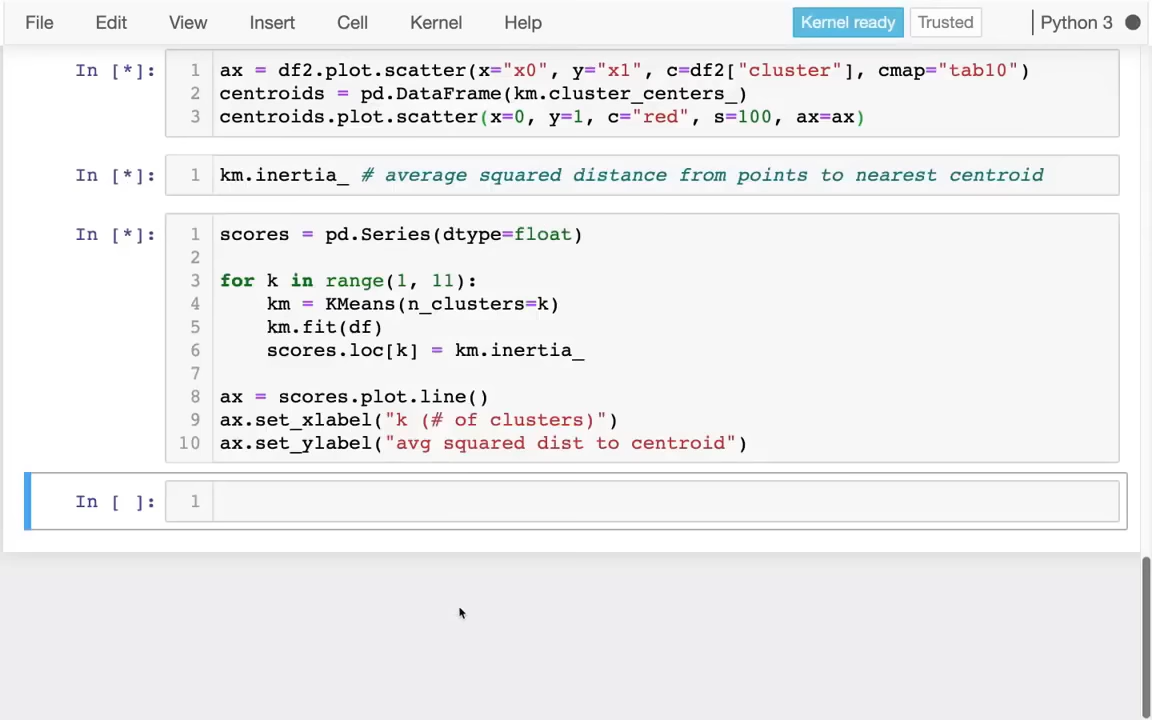 File Edit View Insert Cell Kernel Help Kernel ready Trusted Python 3
In [*]: 1 ax = df2.plot.scatter(x="x0", y="x1", c=df2["cluster"], cmap="tab10")
2 centroids = pd.DataFrame(km.cluster_centers_)
3 centroids.plot.scatter(x=0, y=1, c="red", s=100, ax=ax)
In [*]: 1 km.inertia_ # average squared distance from points to nearest centroid
In [*]: 1 scores = pd.Series(dtype=float)
2
3 for k in range(1, 11):
4     km = KMeans(n_clusters=k)
5     km.fit(df)
6     scores.loc[k] = km.inertia_
7
8 ax = scores.plot.line()
9 ax.set_xlabel("k (# of clusters)")
10 ax.set_ylabel("avg squared dist to centroid")
In [ ]: 1